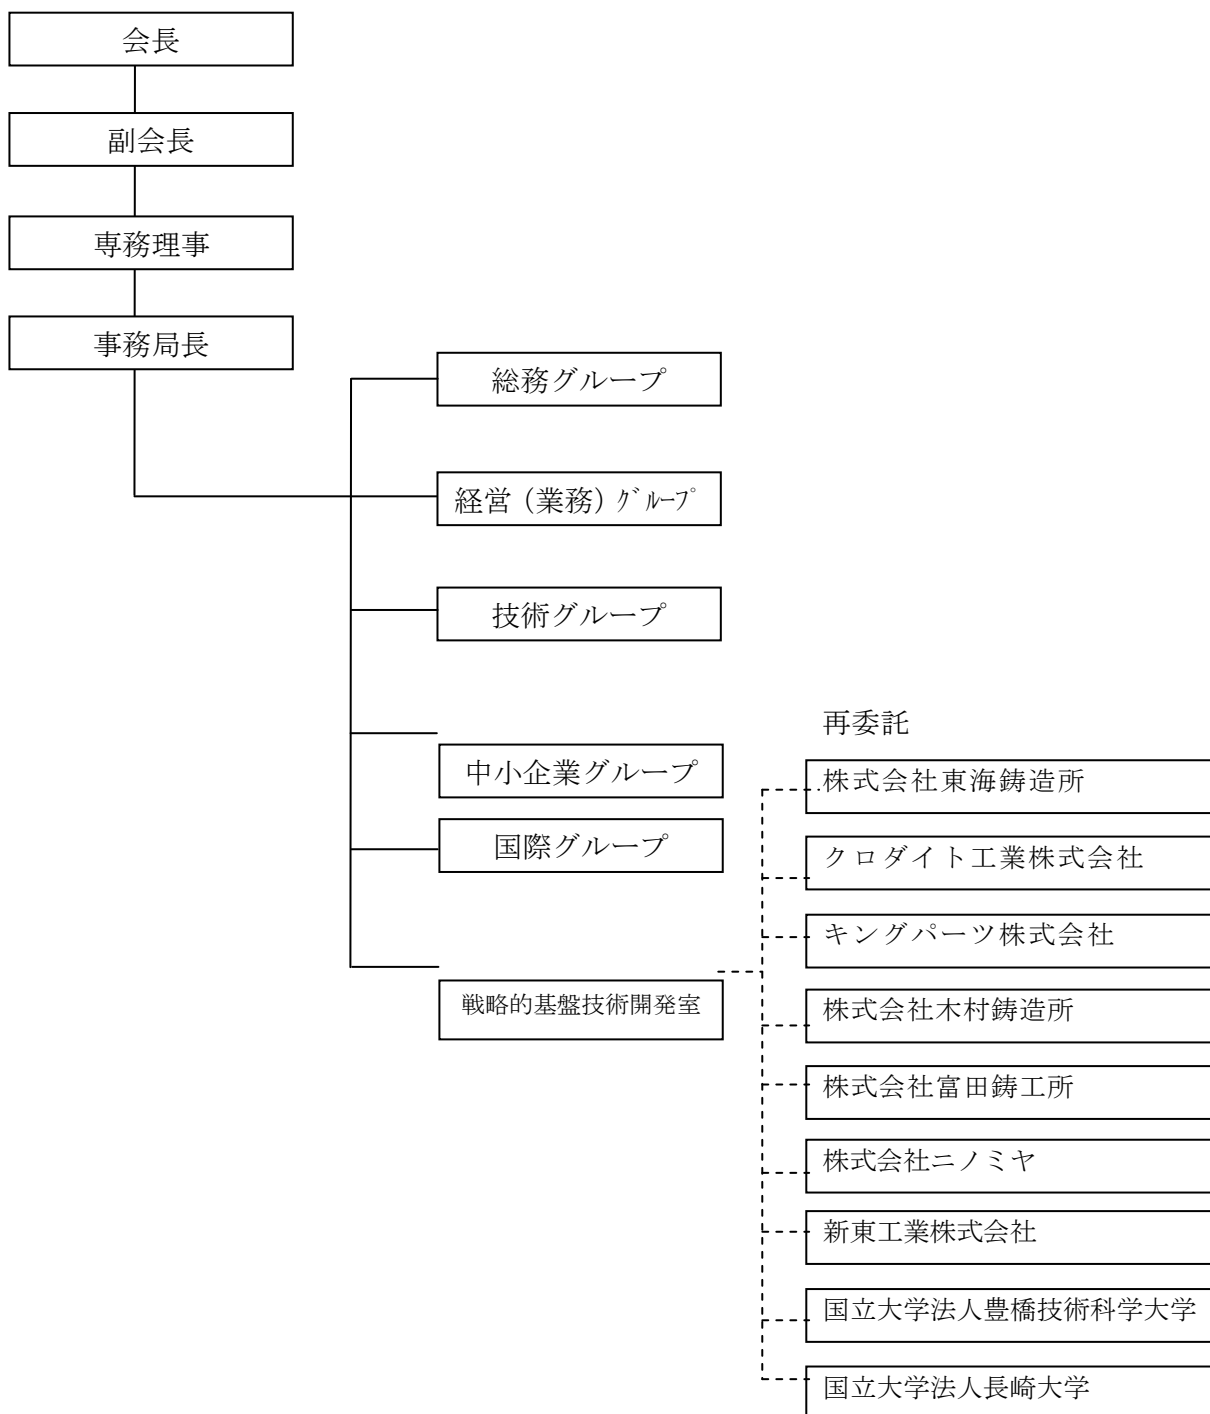 会長
副会長
専務理事
事務局長
総務グループ
経営（業務）ｸﾞﾙｰﾌﾟ
技術グループ
中小企業グループ
国際グループ
戦略的基盤技術開発室
再委託
株式会社東海鋳造所
クロダイト工業株式会社
キングパーツ株式会社
株式会社木村鋳造所
株式会社富田鋳工所
株式会社ニノミヤ
新東工業株式会社
国立大学法人豊橋技術科学大学
国立大学法人長崎大学